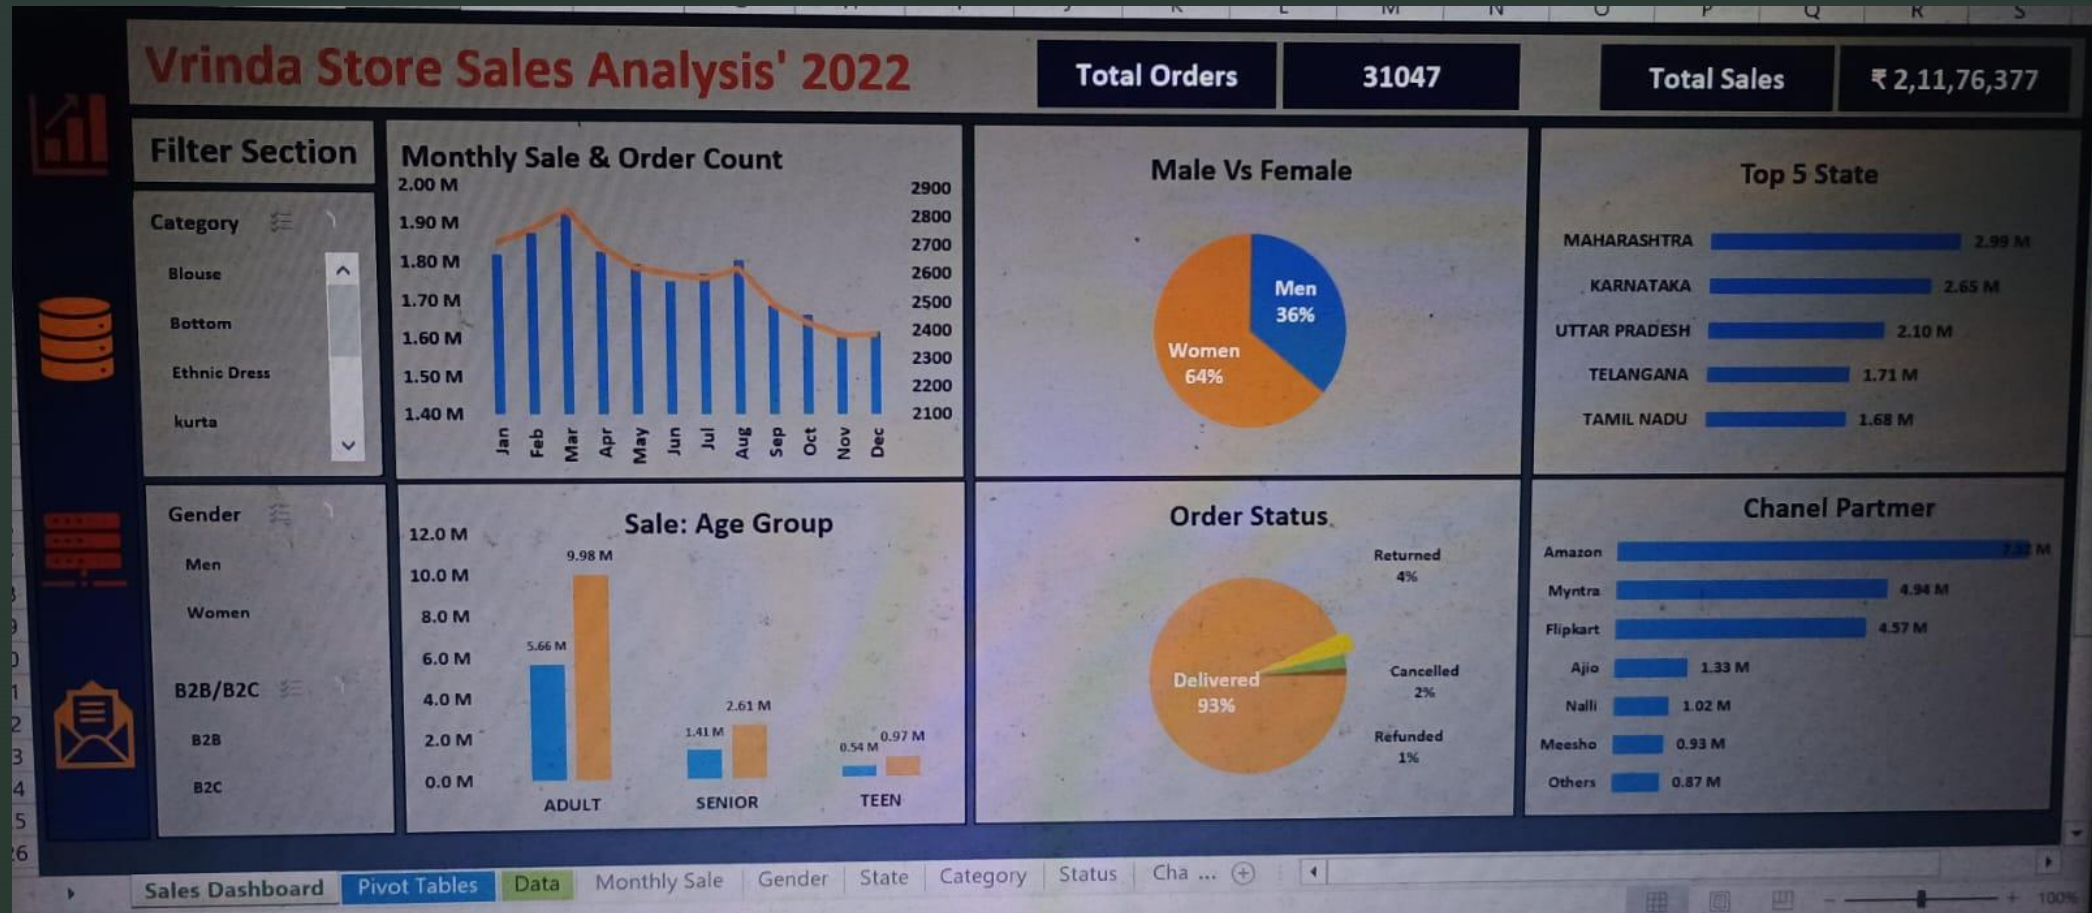 Vrinda Store Sales Analysis' 2022
Total Orders
31047
Total Sales
₹ 2,11,76,377
Filter Section
Category
Blouse
Bottom
Ethnic Dress
kurta
Gender
Men
Women
B2B/B2C
B2B
B2C
Monthly Sale & Order Count
2.00 M
1.90 M
1.80 M
1.70 M
1.60 M
1.50 M
1.40 M
2900
2800
2700
2600
2500
2400
2300
2200
2100
Jan
Feb
Mar
Apr
May
Jun
Jul
Aug
Sep
Oct
Nov
Dec
Male Vs Female
Men
36%
Women
64%
Top 5 State
MAHARASHTRA 2.99 M
KARNATAKA 2.65 M
UTTAR PRADESH 2.10 M
TELANGANA 1.71 M
TAMIL NADU 1.68 M
Sale: Age Group
12.0 M
10.0 M
8.0 M
6.0 M
4.0 M
2.0 M
0.0 M
5.66 M
9.98 M
1.41 M
2.61 M
0.54 M
0.97 M
ADULT
SENIOR
TEEN
Order Status
Returned
4%
Cancelled
2%
Refunded
1%
Delivered
93%
Chanel Partmer
Amazon M
Myntra 4.94 M
Flipkart 4.57 M
Ajio 1.33 M
Nalli 1.02 M
Meesho 0.93 M
Others 0.87 M
Sales Dashboard
Pivot Tables
Data
Monthly Sale
Gender
State
Category
Status
Cha ...
100%